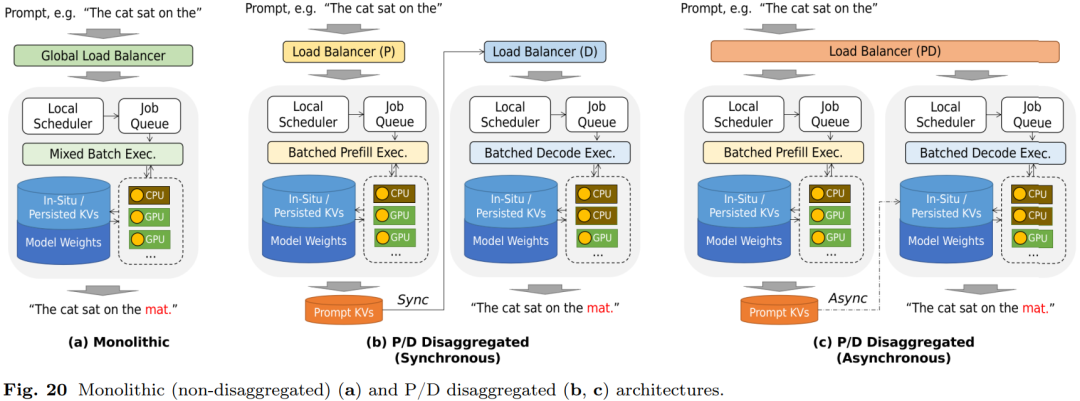 Prompt, e.g. "The cat sat on the"
Global Load Balancer
Local
Scheduler
Job
Queue
Mixed Batch Exec.
In-Situ /
Persisted KVs
Model Weights
CPU
GPU
GPU
...
"The cat sat on the mat."
(a) Monolithic
Prompt, e.g. "The cat sat on the"
Load Balancer (P)
Load Balancer (D)
Local
Scheduler
Job
Queue
Batched Prefill Exec.
In-Situ /
Persisted KVs
Model Weights
CPU
GPU
GPU
...
Prompt KVs
Sync
Local
Scheduler
Job
Queue
Batched Decode Exec.
In-Situ /
Persisted KVs
Model Weights
CPU
CPU
GPU
...
"The cat sat on the mat."
(b) P/D Disaggregated
(Synchronous)
Prompt, e.g. "The cat sat on the"
Load Balancer (PD)
Local
Scheduler
Job
Queue
Batched Prefill Exec.
In-Situ /
Persisted KVs
Model Weights
CPU
GPU
GPU
...
Prompt KVs
Async
Local
Scheduler
Job
Queue
Batched Decode Exec.
In-Situ /
Persisted KVs
Model Weights
CPU
CPU
GPU
...
"The cat sat on the mat."
(c) P/D Disaggregated
(Asynchronous)
Fig. 20 Monolithic (non-disaggregated) (a) and P/D disaggregated (b, c) architectures.